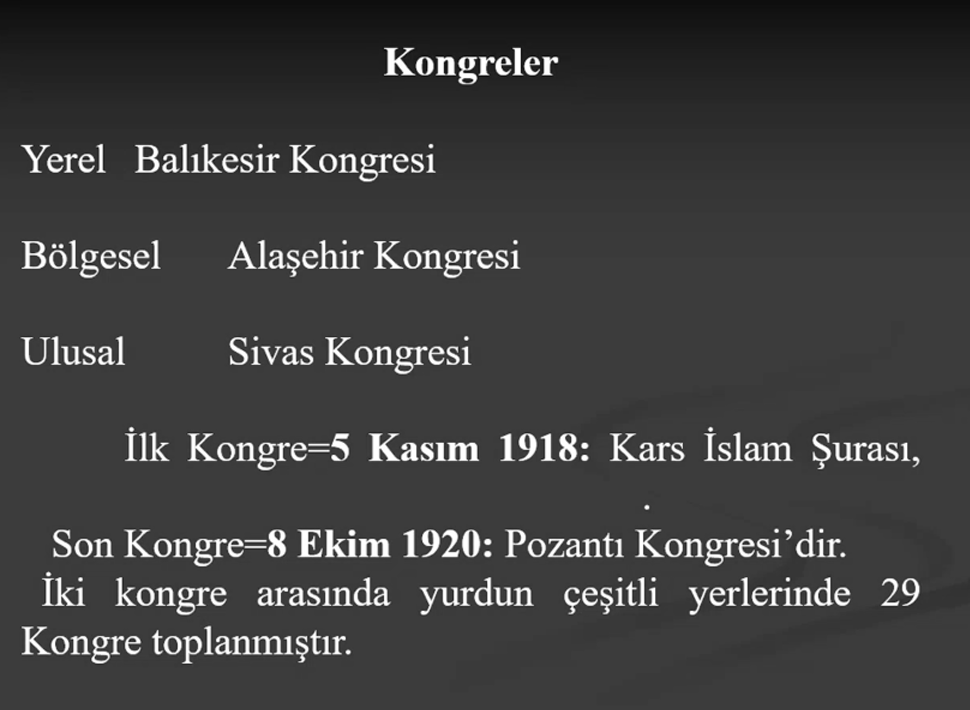 Kongreler
Yerel Balıkesir Kongresi
Bölgesel Alaşehir Kongresi
Ulusal Sivas Kongresi
İlk Kongre=5 Kasım 1918: Kars İslam Şurası,
.
Son Kongre=8 Ekim 1920: Pozantı Kongresi’dir.
İki kongre arasında yurdun çeşitli yerlerinde 29
Kongre toplanmıştır.